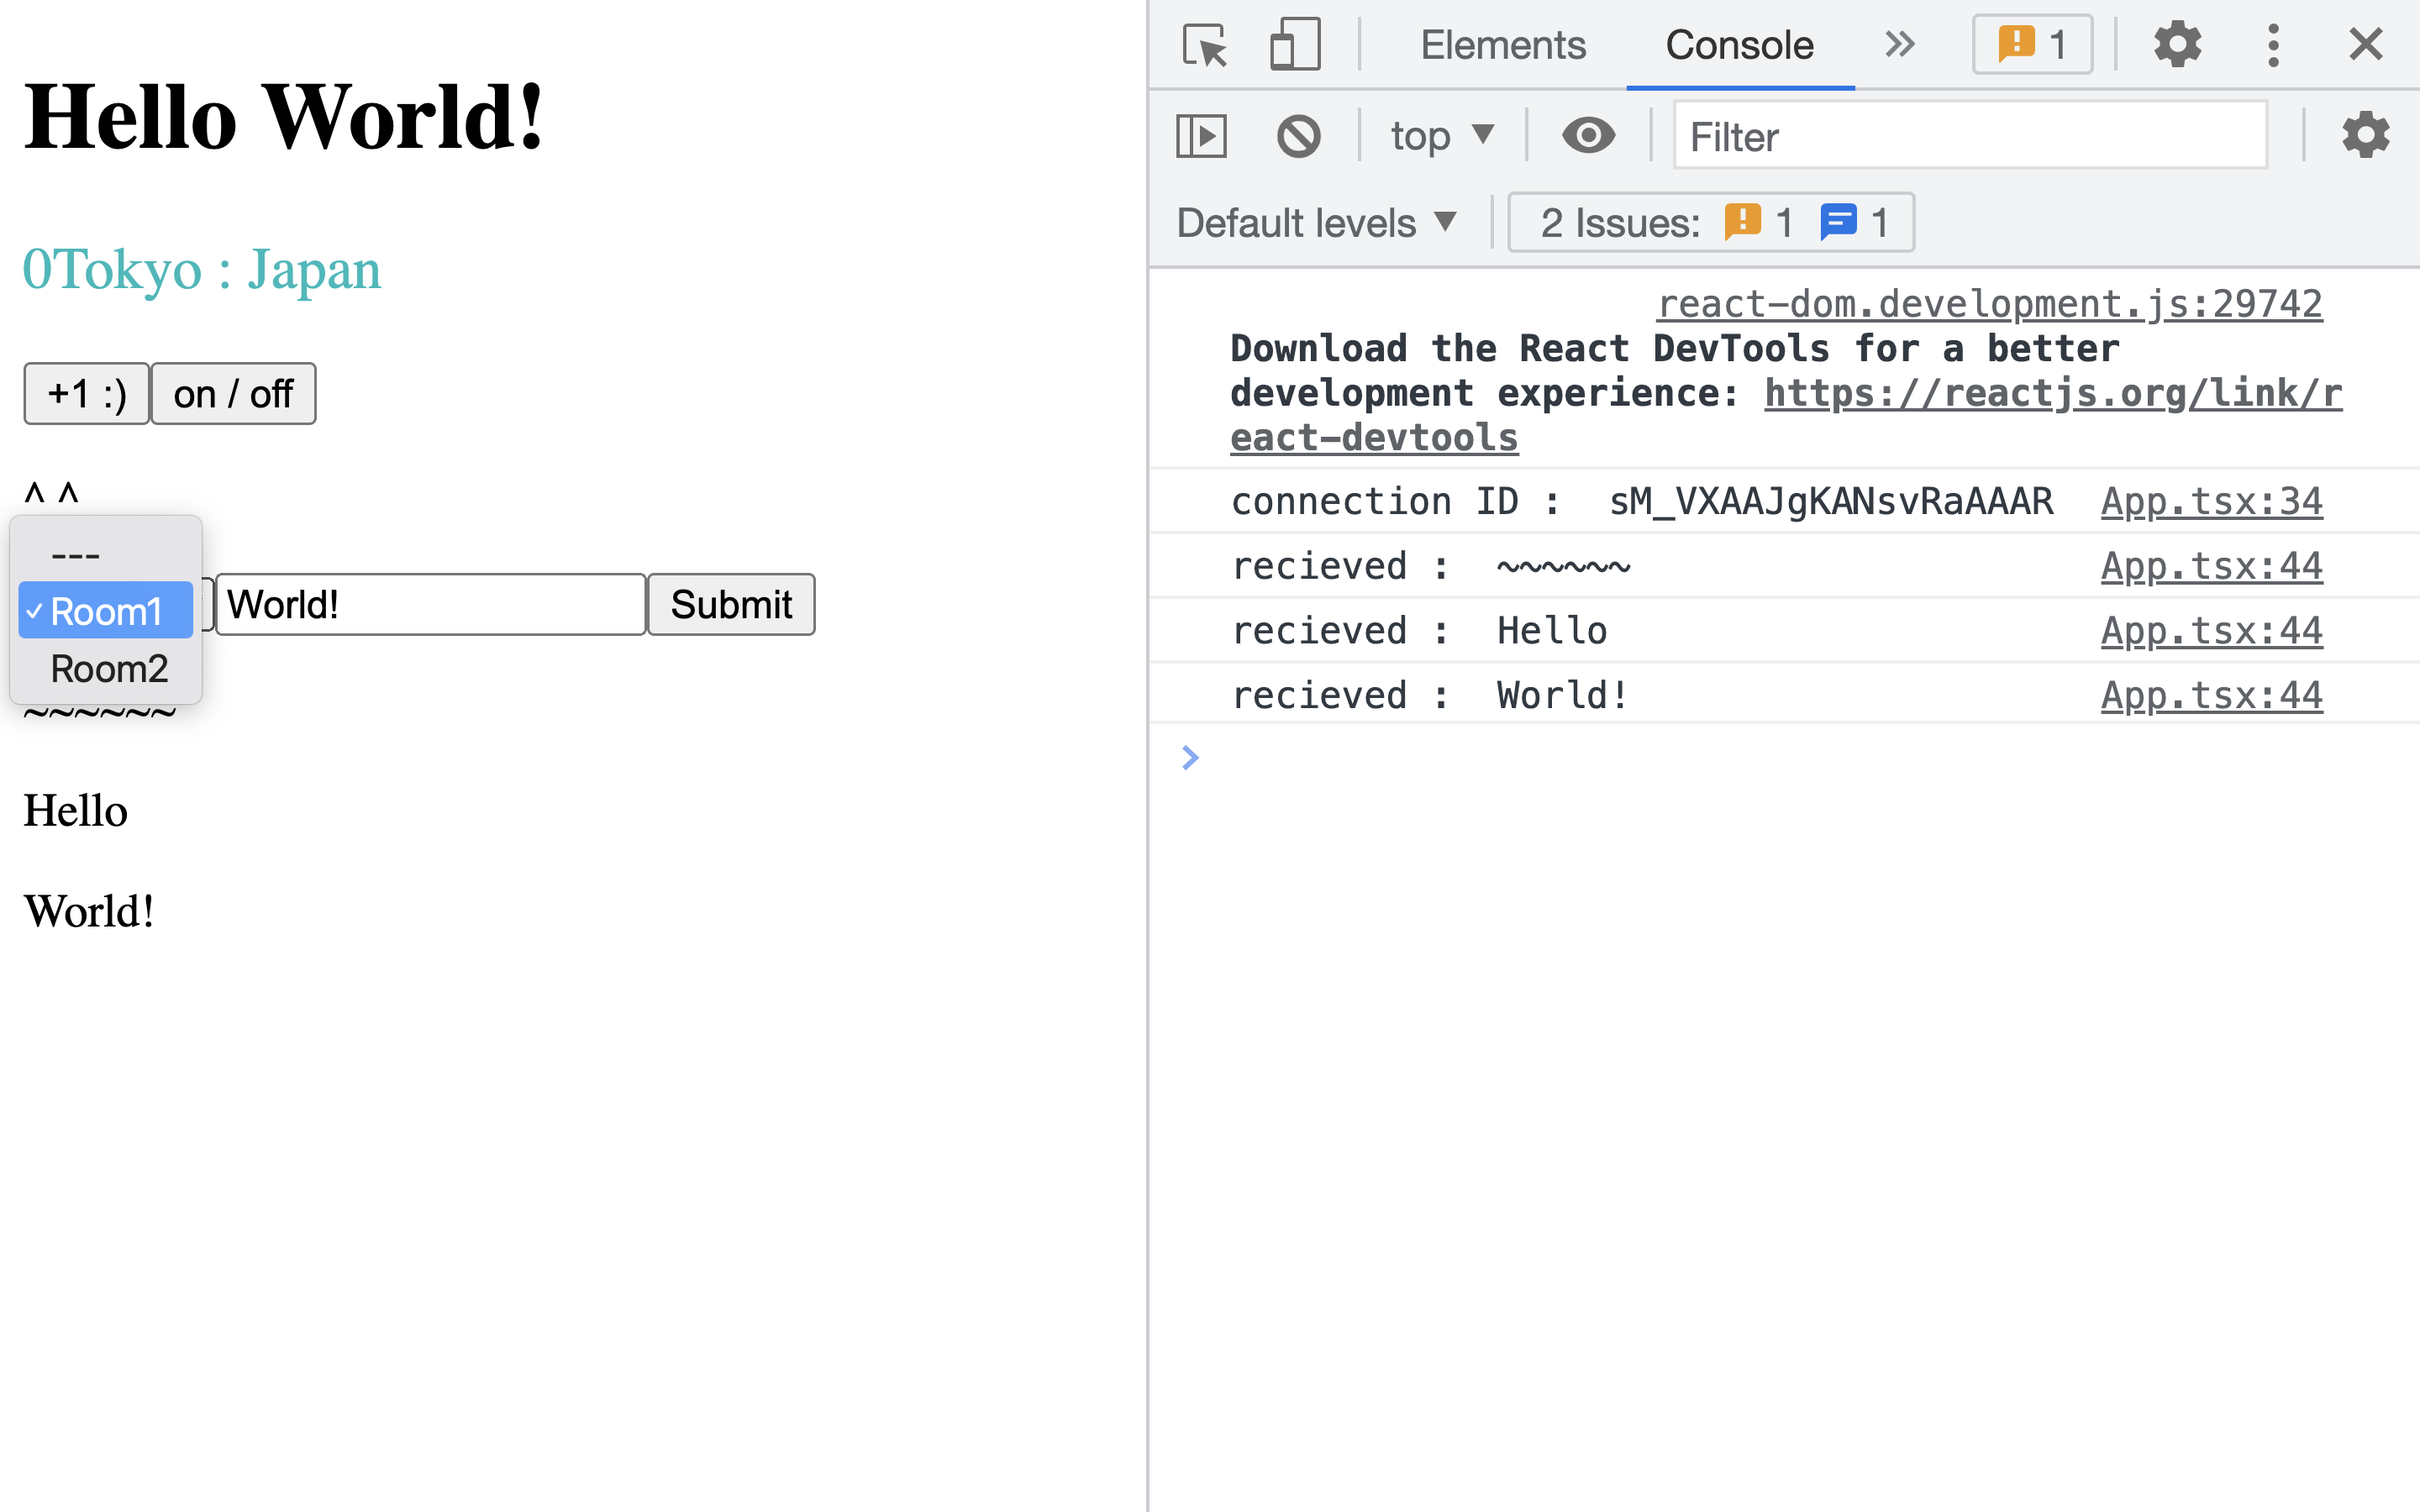 Hello World!
0Tokyo : Japan
+1 :) on / off
^ ^
---
✓ Room1
World! Submit
Room2
~~~~~~
Hello
World!
Elements Console » 1
top ▼ Filter
Default levels ▼ 2 Issues: 1 1
react-dom.development.js:29742
Download the React DevTools for a better
development experience: https://reactjs.org/link/r
eact-devtools
connection ID :  sM_VXAAJgKANsvRaAAAR App.tsx:34
recieved :  ~~~~~~ App.tsx:44
recieved :  Hello App.tsx:44
recieved :  World! App.tsx:44